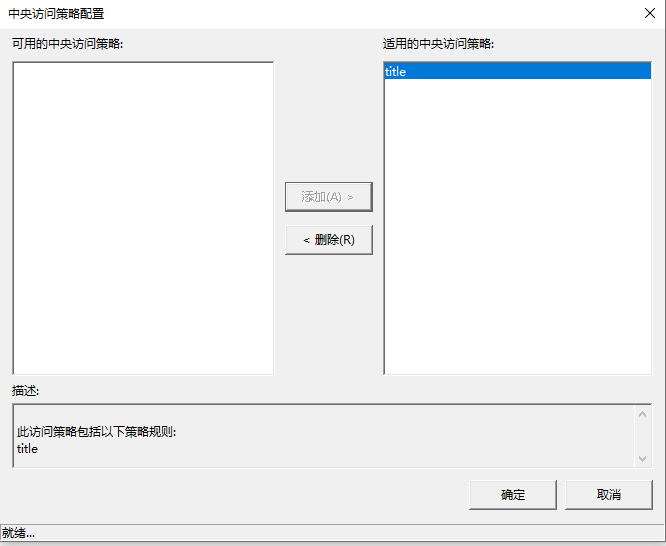 中央访问策略配置
可用的中央访问策略:
适用的中央访问策略:
title
添加(A) >
< 删除(R)
描述:
此访问策略包括以下策略规则:
title
确定
取消
就绪...